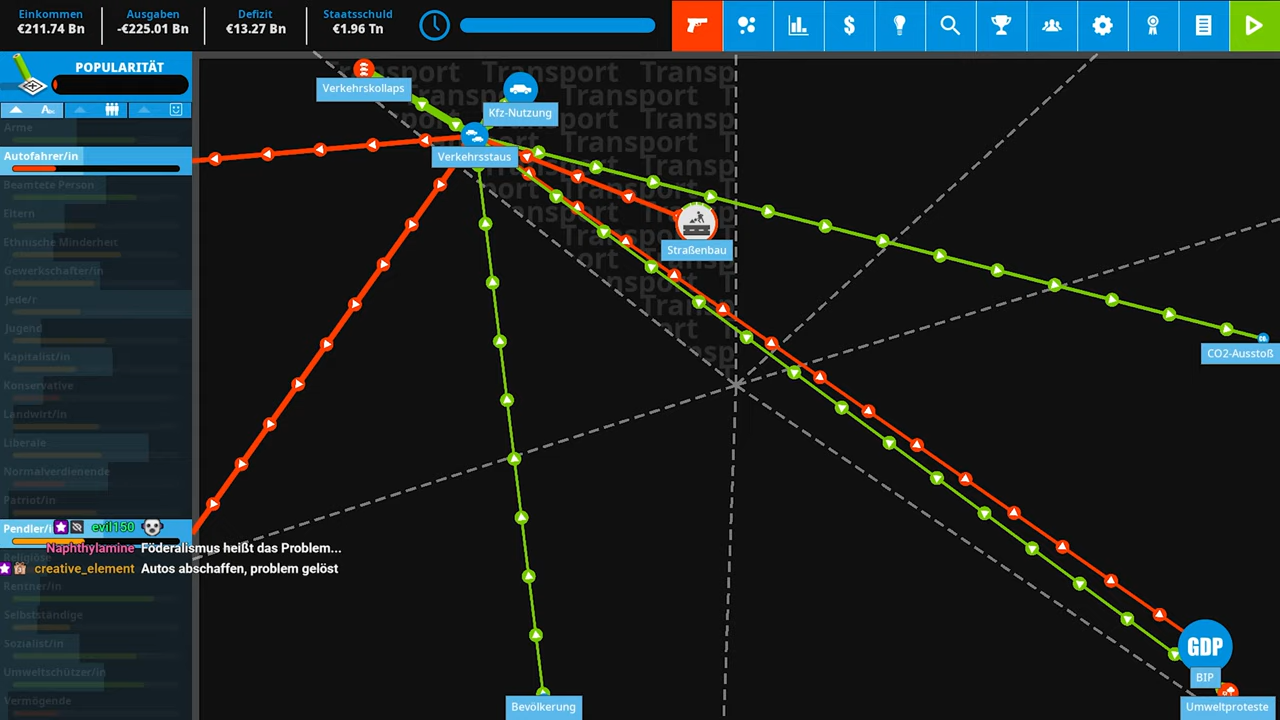 Einkommen
€211.74 Bn
Ausgaben
-€225.01 Bn
Defizit
€13.27 Bn
Staatsschuld
€1.96 Tn
POPULARITÄT
Arme
Autofahrer/in
Beamtete Person
Eltern
Ethnische Minderheit
Gewerkschafter/in
Jede/r
Jugend
Kapitalist/in
Konservative
Landwirt/in
Liberale
Normalverdienende
Patriot/in
Pendler/i
evil150
Naphthylamine Föderalismus heißt das Problem...
creative_element Autos abschaffen, problem gelöst
Rentner/in
Selbstständige
Sozialist/in
Umweltschützer/in
Vermögende
Transport Transport Transp
Verkehrskollaps
Kfz-Nutzung
Verkehrsstaus
Straßenbau
CO2-Ausstoß
GDP
BIP
Umweltproteste
Bevölkerung